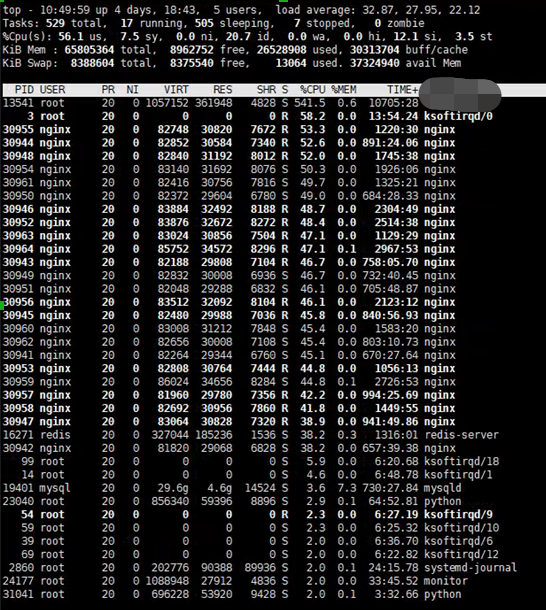 top - 10:49:59 up 4 days, 18:43,  5 users,  load average: 32.87, 27.95, 22.12
Tasks: 529 total,  17 running, 505 sleeping,   7 stopped,   0 zombie
%Cpu(s): 56.1 us,  7.5 sy,  0.0 ni, 20.7 id,  0.0 wa,  0.0 hi, 12.1 si,  3.5 st
KiB Mem : 65805364 total,  8962752 free, 26528908 used, 30313704 buff/cache
KiB Swap:  8388604 total,  8375540 free,    13064 used. 37324940 avail Mem
PID USER PR NI VIRT RES SHR S %CPU %MEM TIME+
13541 root 20 0 1057152 361948 4828 S 541.5 0.6 10705:28
3 root 20 0 0 0 0 R 58.2 0.0 13:54.24 ksoftirqd/0
30955 nginx 20 0 82748 30820 7672 R 53.3 0.0 1220:30 nginx
30944 nginx 20 0 82852 30584 7340 R 52.6 0.0 891:24.06 nginx
30948 nginx 20 0 82840 31192 8012 R 52.0 0.0 1745:38 nginx
30954 nginx 20 0 83140 31692 8076 S 50.3 0.0 1926:06 nginx
30961 nginx 20 0 82416 30756 7816 S 49.7 0.0 1325:21 nginx
30950 nginx 20 0 82372 29604 6780 S 49.0 0.0 684:28.33 nginx
30946 nginx 20 0 83884 32492 8188 R 48.7 0.0 2304:49 nginx
30952 nginx 20 0 83876 32672 8272 R 48.4 0.0 2514:38 nginx
30963 nginx 20 0 83024 30856 7504 R 47.1 0.0 1129:29 nginx
30964 nginx 20 0 85752 34572 8296 R 47.1 0.1 2967:53 nginx
30943 nginx 20 0 82188 29808 7104 R 46.7 0.0 758:05.70 nginx
30949 nginx 20 0 82832 30008 6936 S 46.7 0.0 732:40.45 nginx
30951 nginx 20 0 82048 29288 6832 S 46.1 0.0 705:48.87 nginx
30956 nginx 20 0 83512 32092 8104 R 46.1 0.0 2123:12 nginx
30945 nginx 20 0 82480 29988 7036 R 45.8 0.0 840:56.93 nginx
30960 nginx 20 0 83008 31212 7848 S 45.4 0.0 1583:20 nginx
30962 nginx 20 0 82656 30008 7108 S 45.4 0.0 803:10.73 nginx
30941 nginx 20 0 82264 29344 6760 S 45.1 0.0 670:27.64 nginx
30953 nginx 20 0 82808 30764 7444 R 44.8 0.0 1056:13 nginx
30959 nginx 20 0 86024 34656 8284 S 44.8 0.1 2726:53 nginx
30957 nginx 20 0 81960 29780 7356 R 42.2 0.0 994:25.69 nginx
30958 nginx 20 0 82692 30956 7860 R 41.8 0.0 1449:55 nginx
30947 nginx 20 0 83064 30828 7320 R 38.9 0.0 941:49.86 nginx
16271 redis 20 0 327044 185236 1536 S 38.2 0.3 1316:01 redis-server
30942 nginx 20 0 81820 29068 6600 S 38.2 0.0 657:39.38 nginx
99 root 20 0 0 0 0 S 5.9 0.0 6:20.68 ksoftirqd/18
14 root 20 0 0 0 0 S 4.6 0.0 6:48.78 ksoftirqd/1
19401 mysql 20 0 29.6g 4.6g 14524 S 3.6 7.3 730:27.84 mysqld
23040 root 20 0 856340 59396 8896 S 2.9 0.1 64:52.81 python
54 root 20 0 0 0 0 R 2.3 0.0 6:27.19 ksoftirqd/9
59 root 20 0 0 0 0 S 2.3 0.0 6:25.32 ksoftirqd/10
39 root 20 0 0 0 0 S 2.0 0.0 6:36.70 ksoftirqd/6
69 root 20 0 0 0 0 S 2.0 0.0 6:22.82 ksoftirqd/12
2860 root 20 0 202776 90388 89936 S 2.0 0.1 24:15.78 systemd-journal
24177 root 20 0 1088948 27912 4836 S 2.0 0.0 33:45.52 monitor
31041 root 20 0 696228 53920 9428 S 2.0 0.1 3:32.66 python